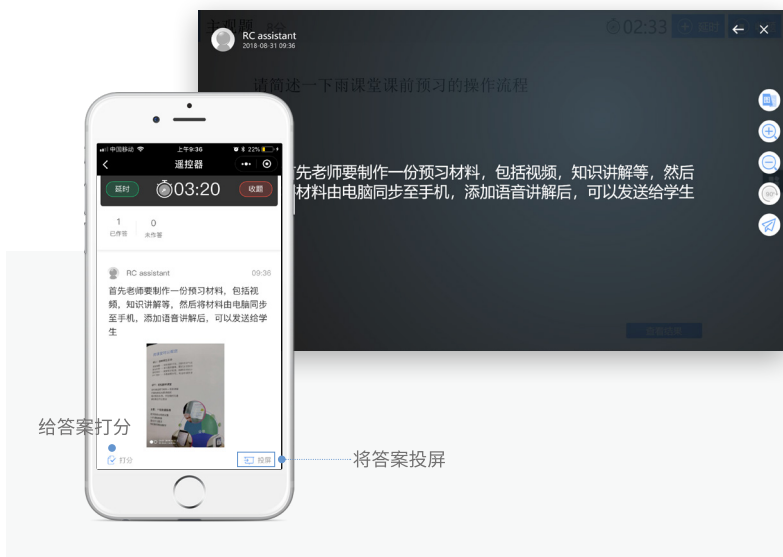 主观题
02:33
RC assistant
2018-08-31 09:36
请简述一下雨课堂课前预习的操作流程
先老师要制作一份预习材料，包括视频，知识讲解等，然后
材料由电脑同步至手机，添加语音讲解后，可以发送给学生
中国移动
上午9:36
22%
遥控器
延时
03:20
收题
1
0
已作答
未作答
RC assistant
09:36
首先老师要制作一份预习材料，包括视
频，知识讲解等，然后将材料由电脑同步
至手机，添加语音讲解后，可以发送给学
生
给答案打分
打分
投屏
将答案投屏